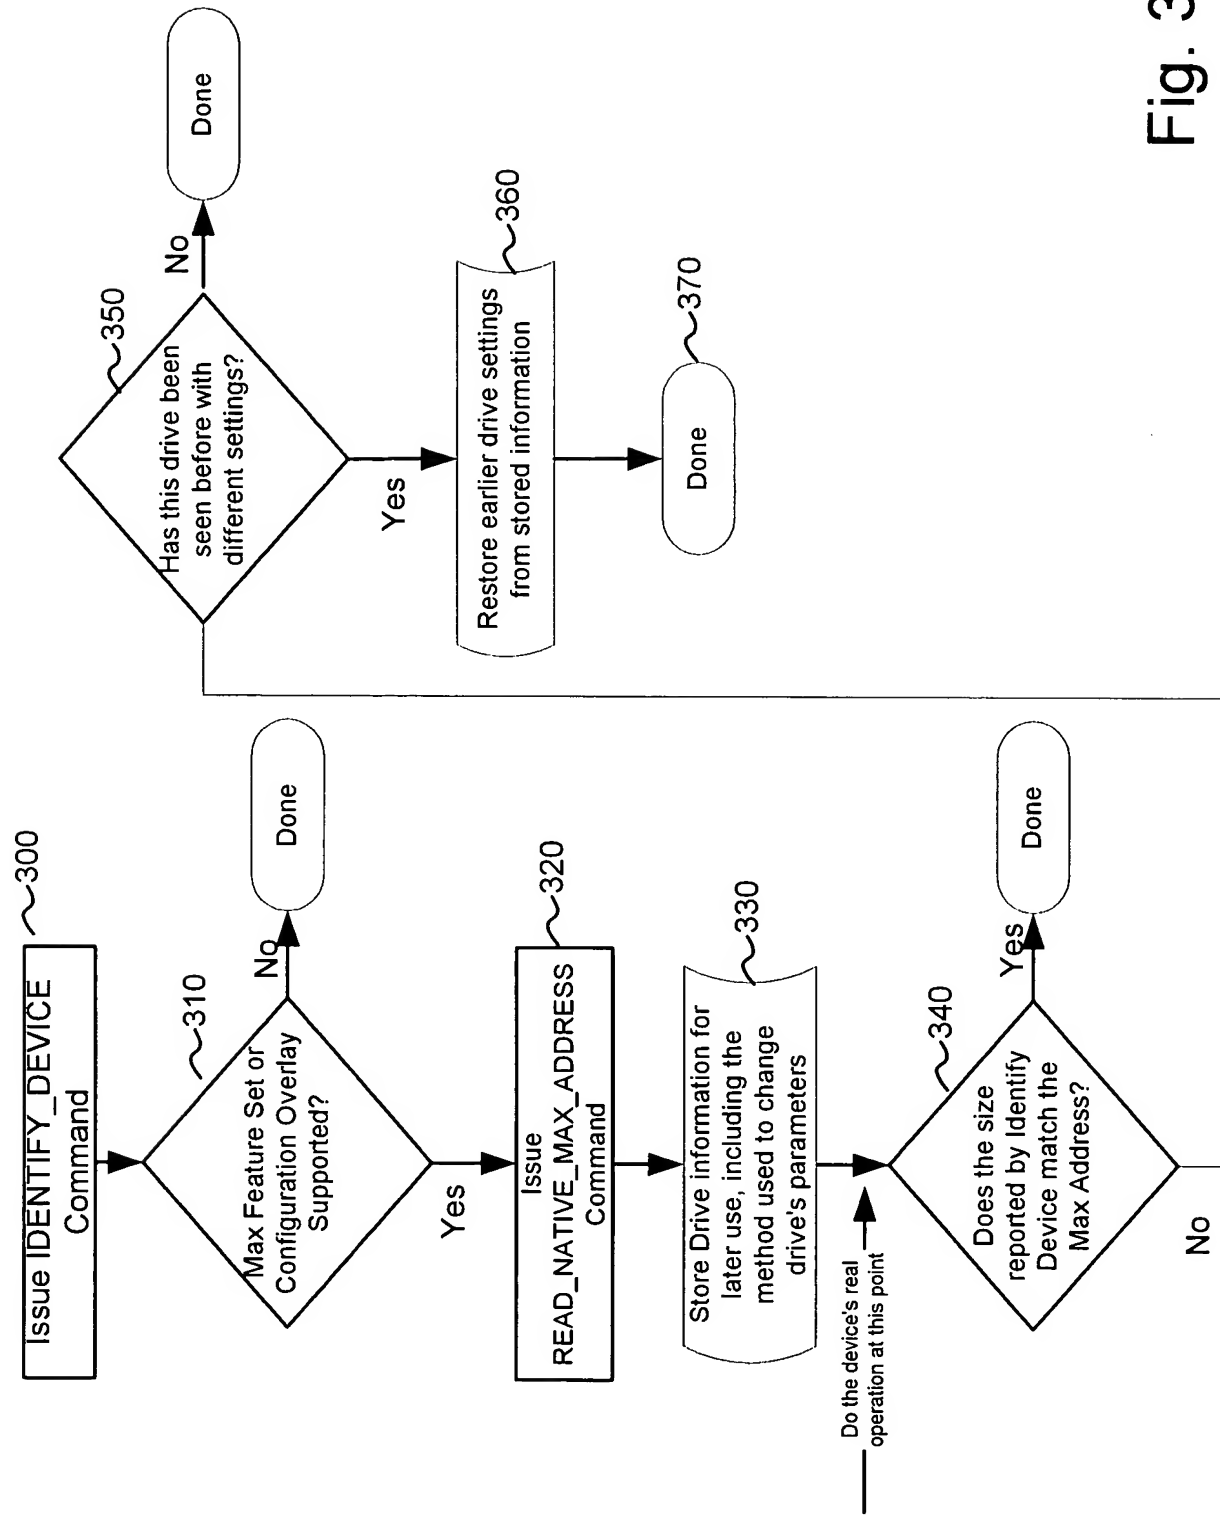 300
Issue IDENTIFY_DEVICE
Command
310
Max Feature Set or
Configuration Overlay
Supported?
No
Done
Yes
320
Issue
READ_NATIVE_MAX_ADDRESS
Command
330
Store Drive information for
later use, including the
method used to change
drive's parameters
Do the device's real
operation at this point
340
Does the size
reported by Identify
Device match the
Max Address?
Yes
Done
No
350
Has this drive been
seen before with
different settings?
No
Done
Yes
360
Restore earlier drive settings
from stored information
370
Done
Fig. 3